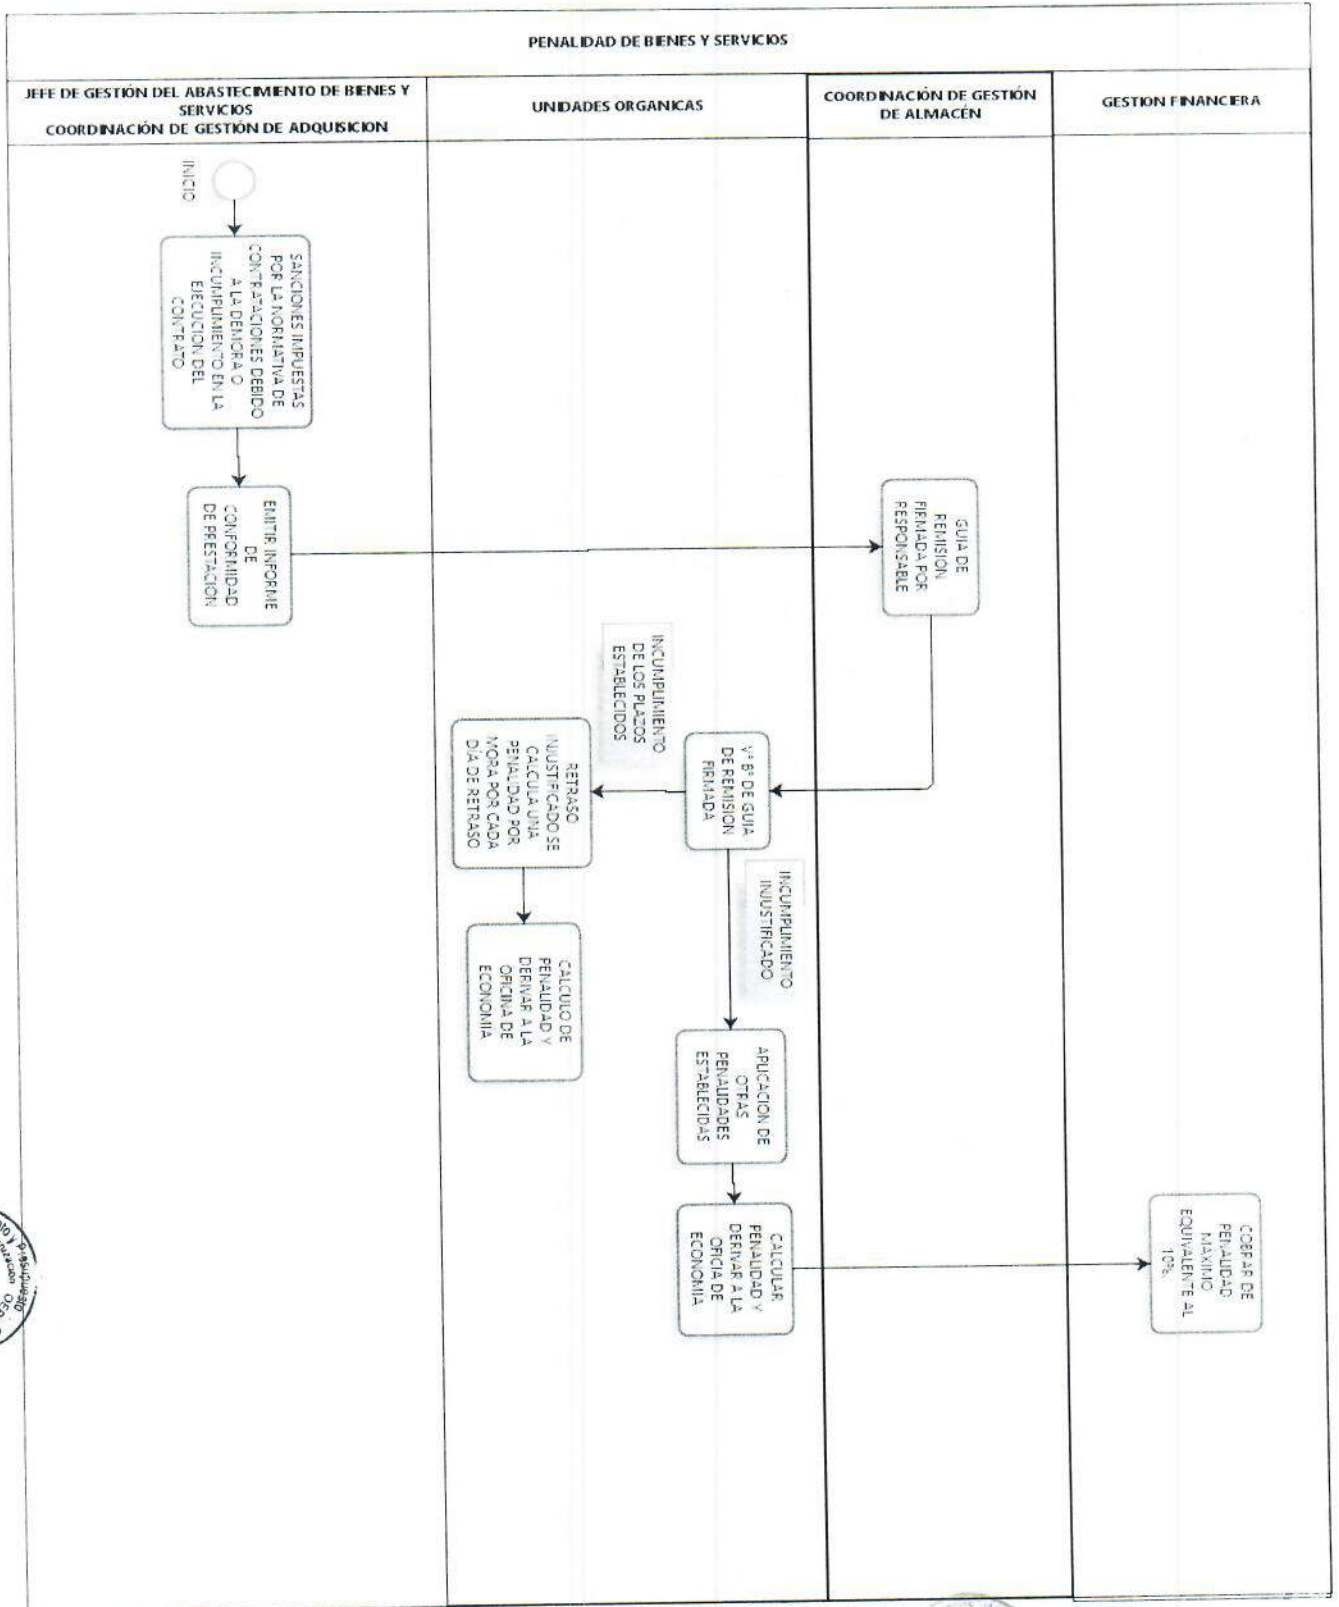 PENALIDAD DE BIENES Y SERVICIOS
JEFE DE GESTIÓN DEL ABASTECIMIENTO DE BIENES Y
SERVICIOS
COORDINACIÓN DE GESTIÓN DE ADQUISICION
UNIDADES ORGANICAS
COORDINACIÓN DE GESTIÓN
DE ALMACÉN
GESTION FINANCIERA
INICIO
SANCIONES IMPUESTAS
POR LA NORMATIVA DE
CONTRATACIONES DEBIDO
A LA DEMORA O
INCUMPLIMIENTO EN LA
EJECUCION DEL
CONTRATO
EMITIR INFORME
DE
CONFORMIDAD
DE PRESTACION
GUIA DE
REMISION
FIRMADA POR
RESPONSABLE
V° B° DE GUIA
DE REMISION
FIRMADA
INCUMPLIMIENTO
DE LOS PLAZOS
ESTABLECIDOS
RETRASO
INJUSTIFICADO SE
CALCULA UNA
PENALIDAD POR
MORA POR CADA
DÍA DE RETRASO
CALCULO DE
PENALIDAD Y
DERIVAR A LA
OFICINA DE
ECONOMIA
INCUMPLIMIENTO
INJUSTIFICADO
APLICACION DE
OTRAS
PENALIDADES
ESTABLECIDAS
CALCULAR
PENALIDAD Y
DERIVAR A LA
OFICIA DE
ECONOMIA
COBRAR DE
PENALIDAD
MAXIMO
EQUIVALENTE AL
10%.
Presupuesto